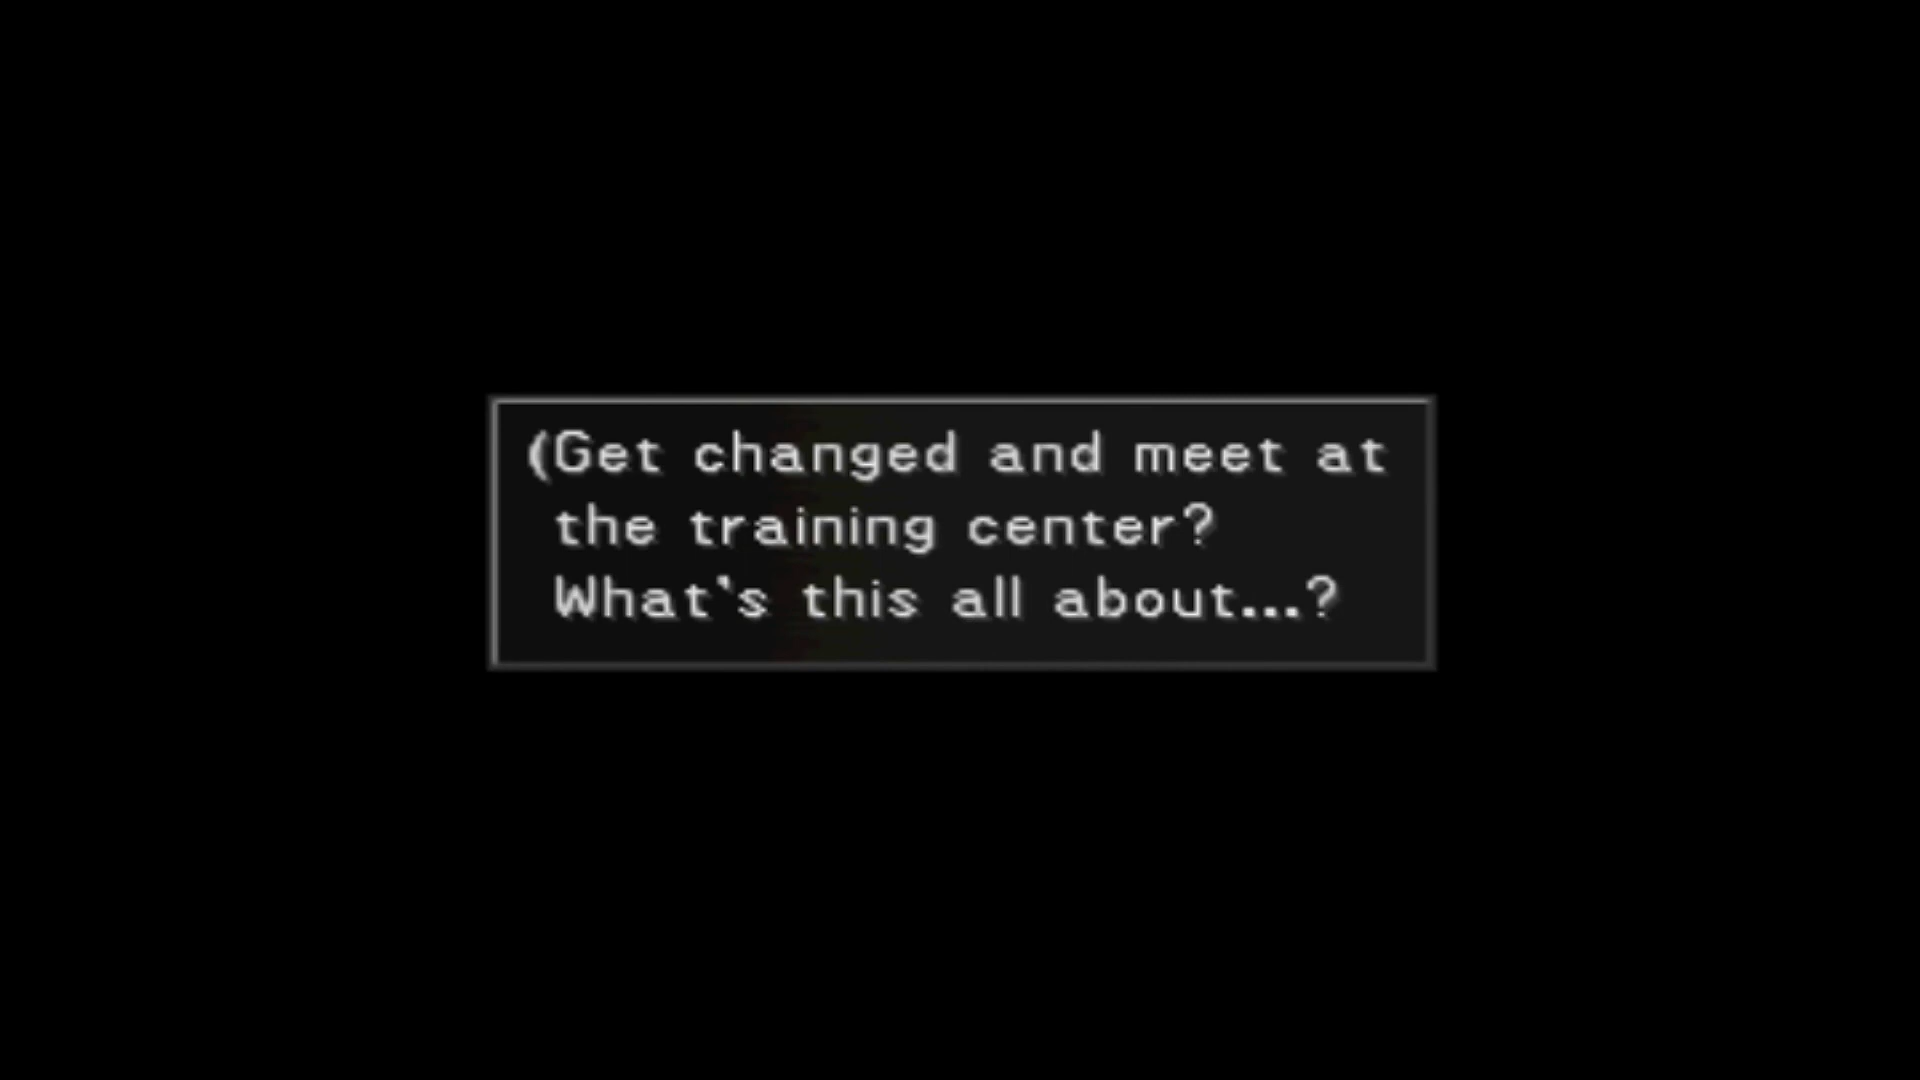 (Get changed and meet at
the training center?
What's this all about...?